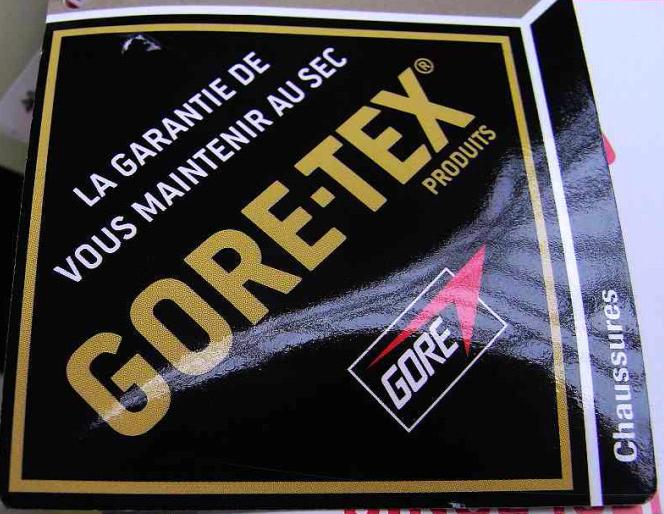 LA GARANTIE DE
VOUS MAINTENIR AU SEC
GORE-TEX®
PRODUITS
GORE
Chaussures